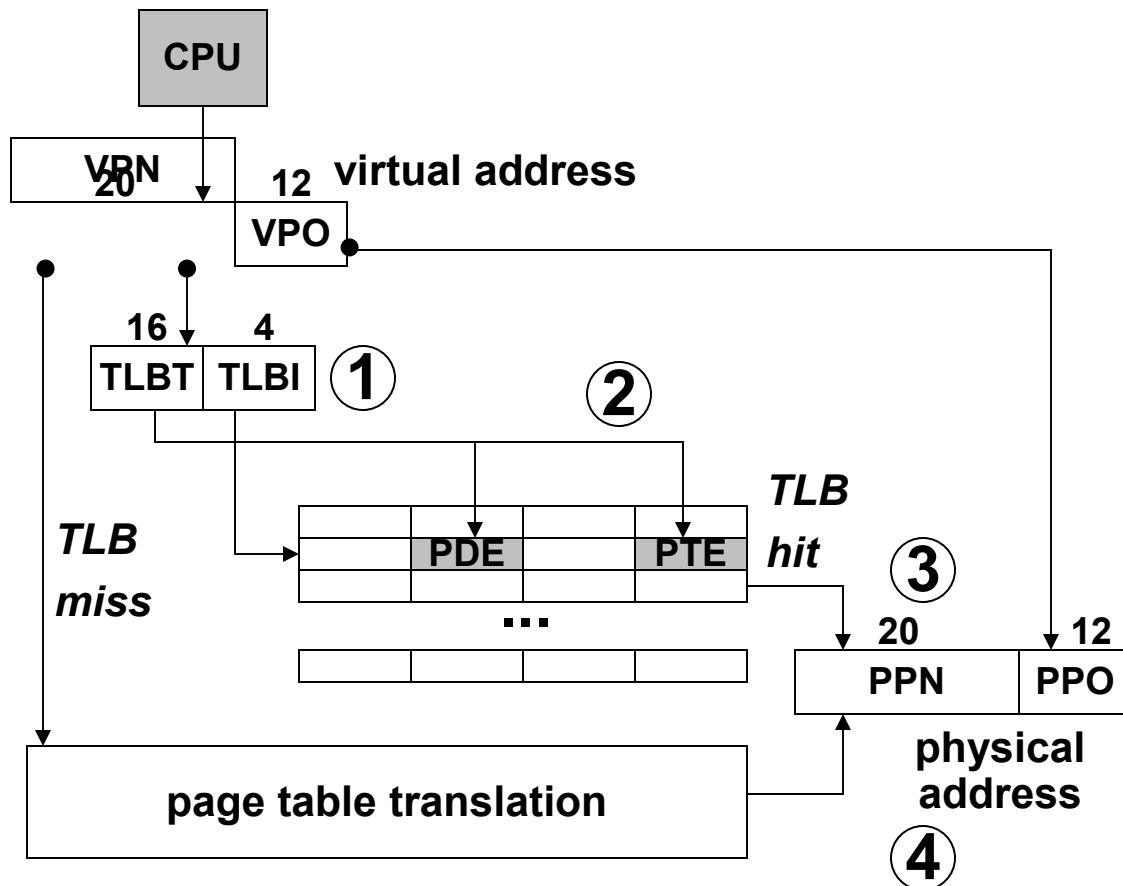 CPU
VPN
20
12
virtual address
VPO
16
4
TLBT
TLBI
1
2
TLB
hit
PDE
PTE
TLB
miss
3
...
20
12
PPN
PPO
physical
address
page table translation
4